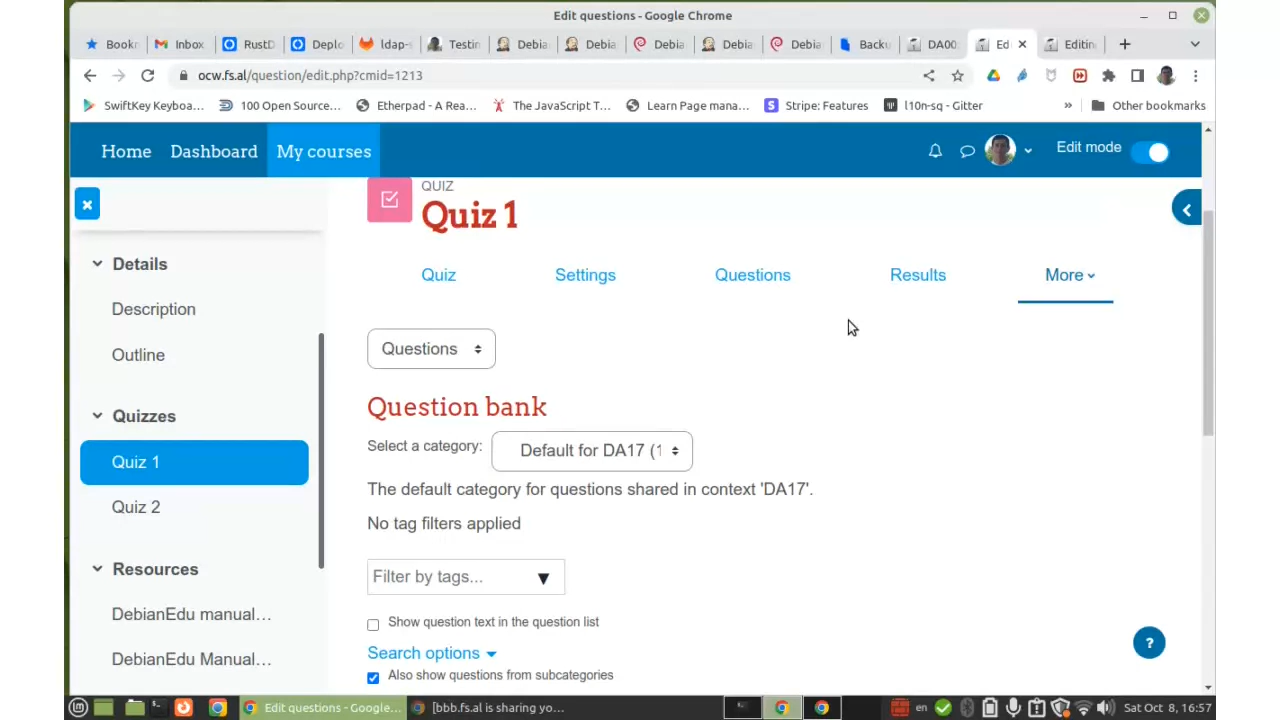 Edit questions - Google Chrome
Bookr
Inbox
RustD
Deplo
ldap-s
Testin
Debia
Debia
Debia
Debia
Debia
Backu
DA00
Ed
Editin
ocw.fs.al/question/edit.php?cmid=1213
SwiftKey Keyboa...
100 Open Source...
Etherpad - A Rea...
The JavaScript T...
Learn Page mana...
Stripe: Features
l10n-sq - Gitter
»
Other bookmarks
Home
Dashboard
My courses
Edit mode
QUIZ
Quiz 1
Quiz
Settings
Questions
Results
More
Details
Description
Outline
Quizzes
Quiz 1
Quiz 2
Resources
DebianEdu manual…
DebianEdu Manual…
Questions
Question bank
Select a category:
Default for DA17 (1
The default category for questions shared in context 'DA17'.
No tag filters applied
Filter by tags...
Show question text in the question list
Search options
Also show questions from subcategories
?
Edit questions - Google...
[bbb.fs.al is sharing yo...
en
Sat Oct 8, 16:57